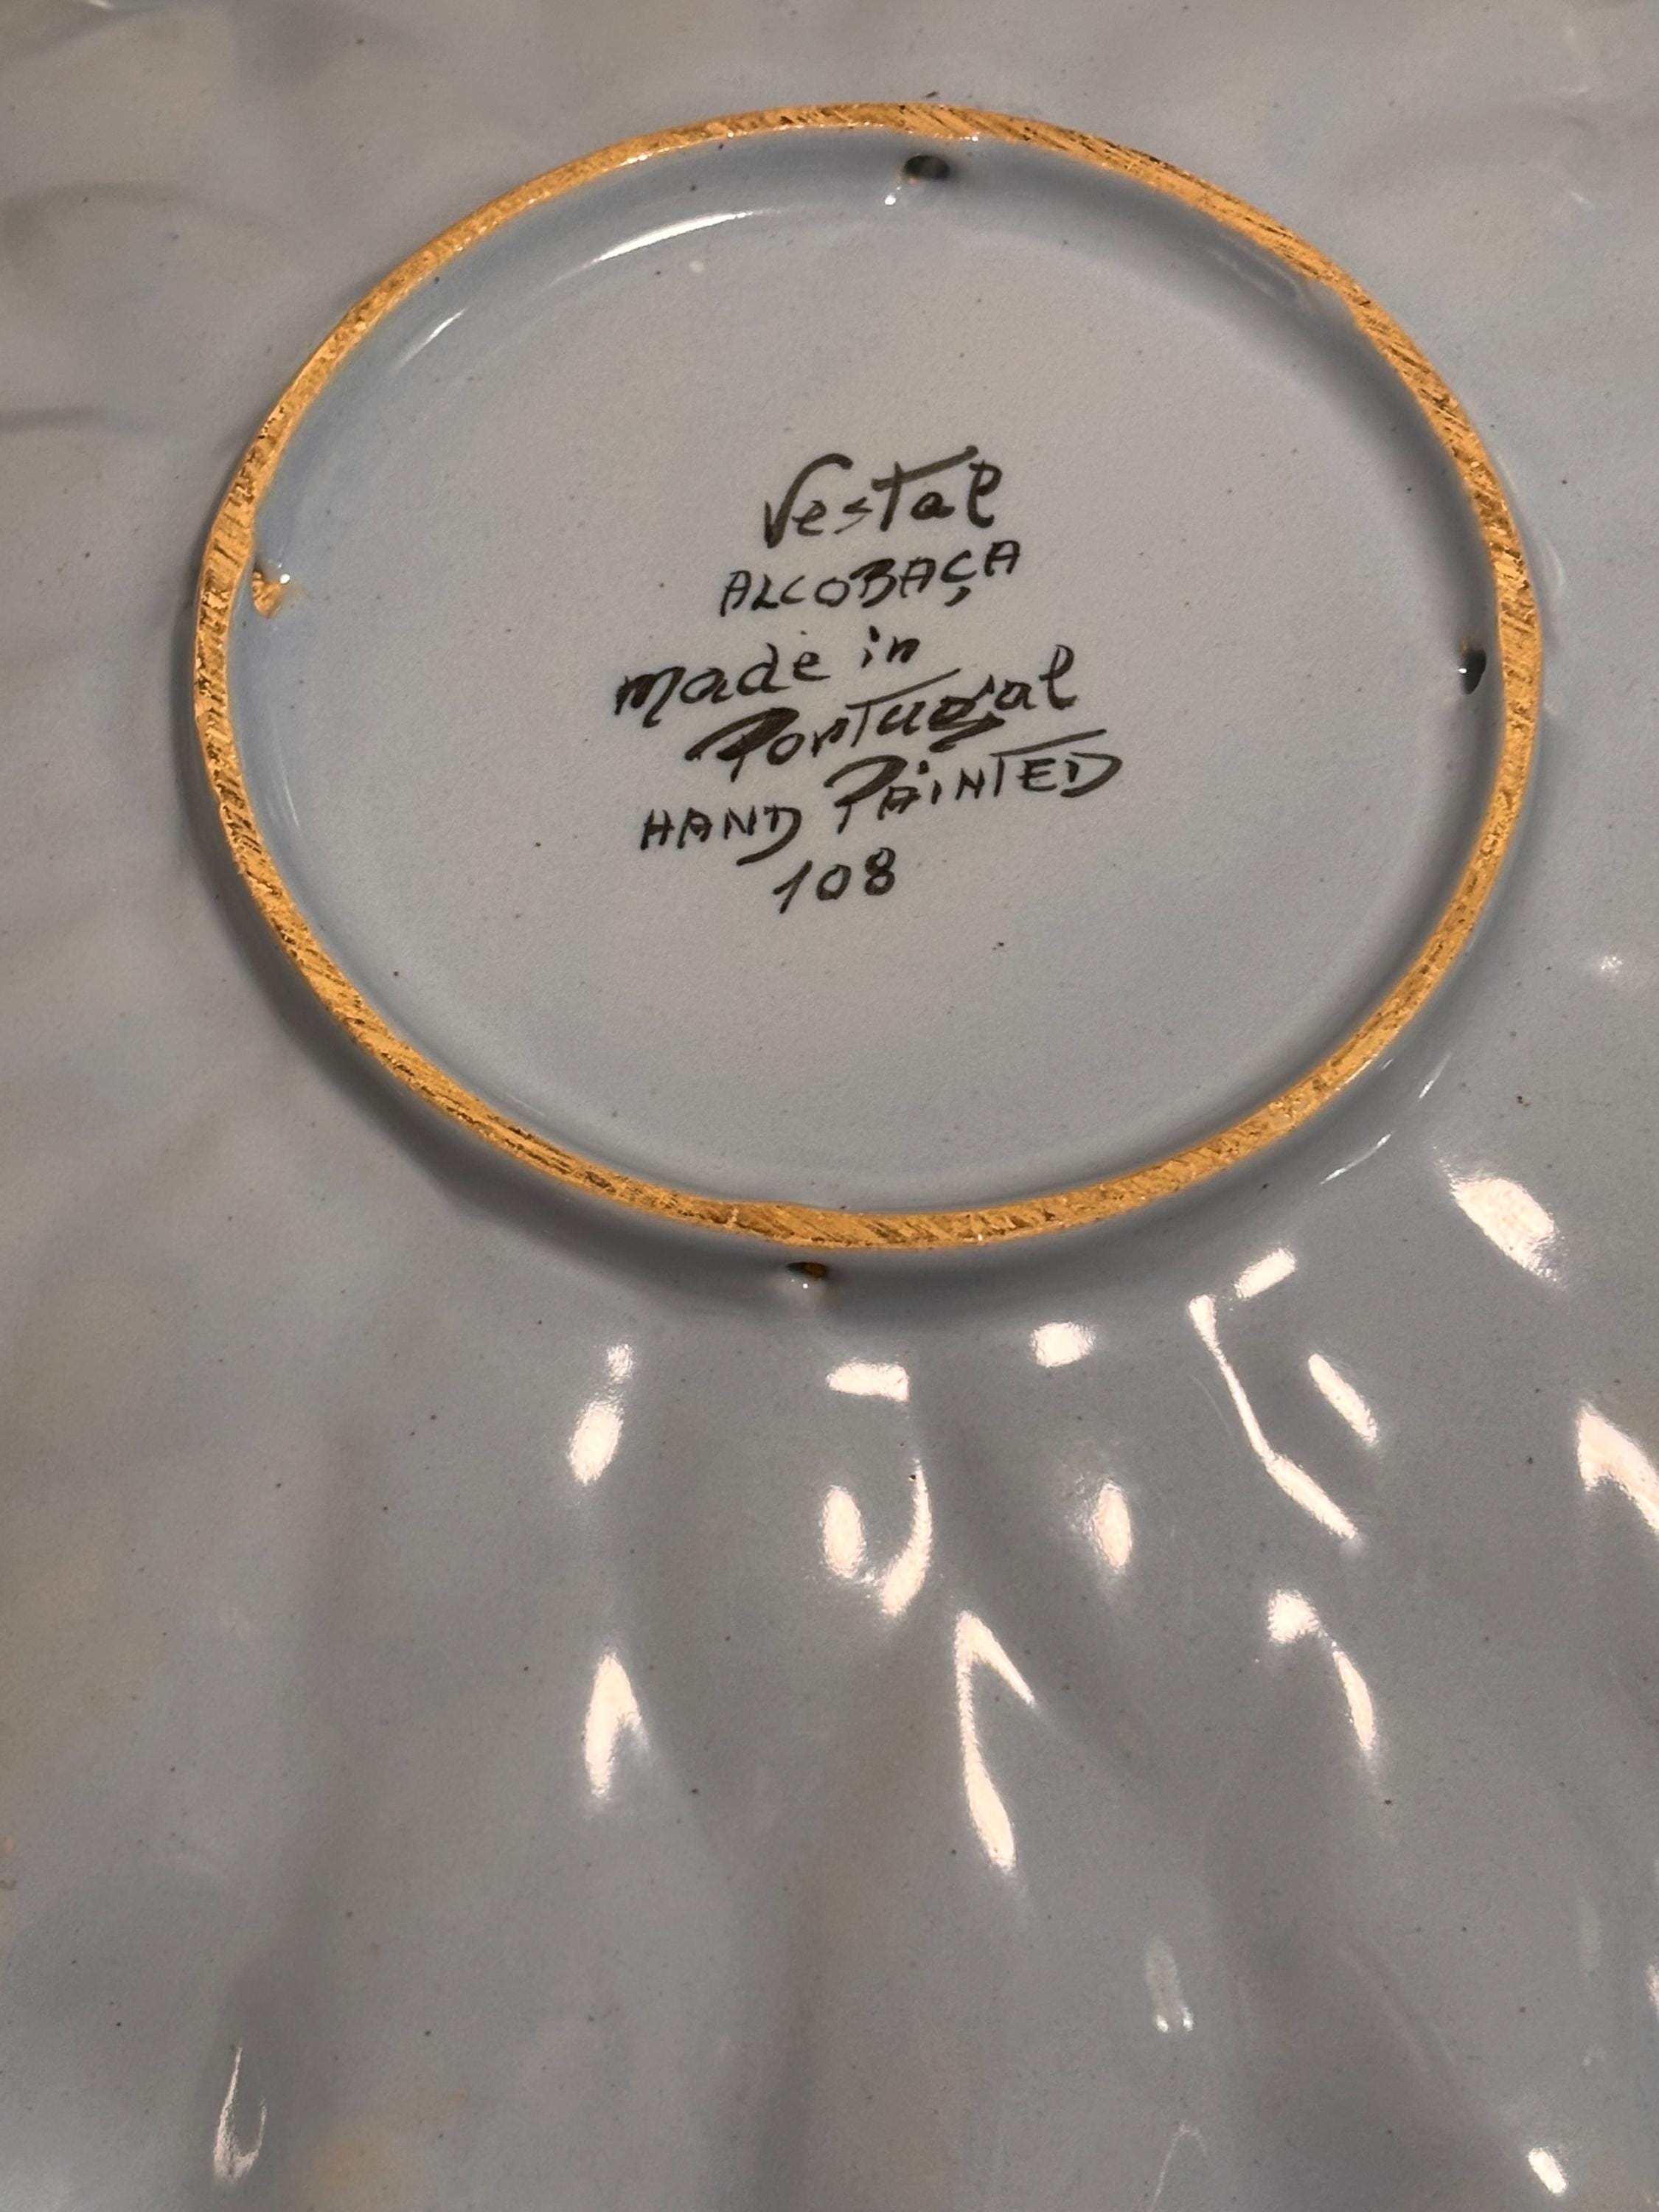 Vestal
ALCOBAÇA
made in
Portugal
HAND PAiNTED
108